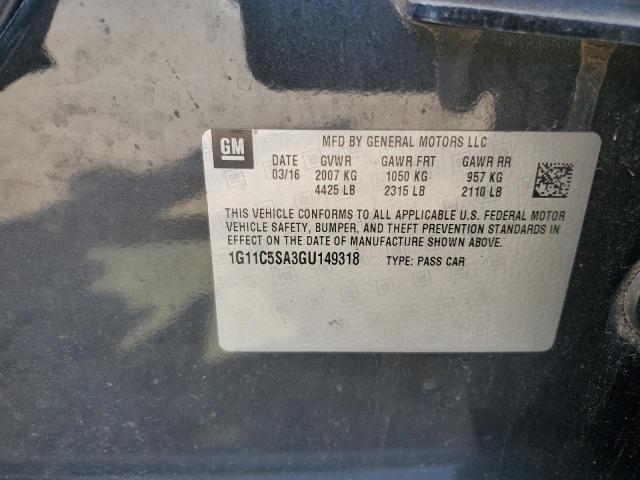 GM MFD BY GENERAL MOTORS LLC
DATE GVWR GAWR FRT GAWR RR
03/16 2007 KG 1050 KG 957 KG
4425 LB 2315 LB 2110 LB
THIS VEHICLE CONFORMS TO ALL APPLICABLE U.S. FEDERAL MOTOR
VEHICLE SAFETY, BUMPER, AND THEFT PREVENTION STANDARDS IN
EFFECT ON THE DATE OF MANUFACTURE SHOWN ABOVE.
1G11C5SA3GU149318 TYPE: PASS CAR